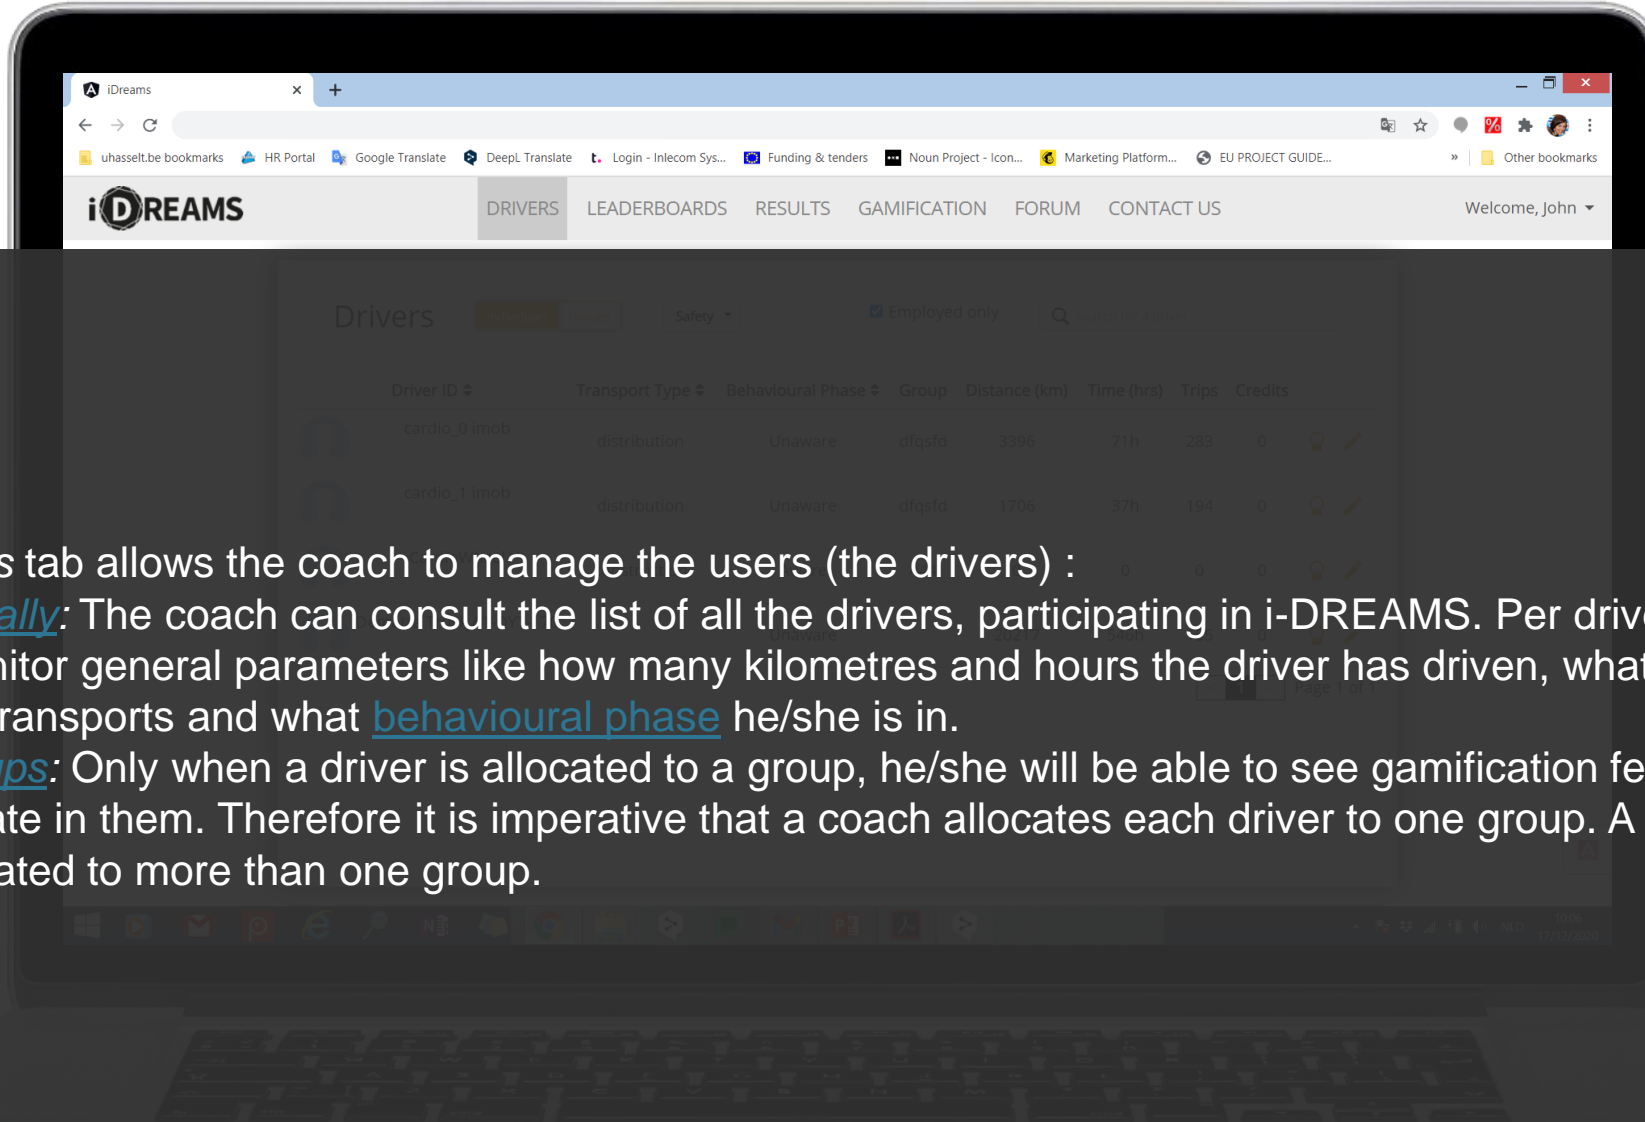 iDreams
uhasselt.be bookmarks HR Portal Google Translate DeepL Translate Login - Inlecom Sys... Funding & tenders Noun Project - Icon... Marketing Platform... EU PROJECT GUIDE... » Other bookmarks
iDREAMS DRIVERS LEADERBOARDS RESULTS GAMIFICATION FORUM CONTACT US Welcome, John
Drivers Safety Employed only
Driver ID Transport Type Behavioural Phase Group Distance (km) Time (hrs) Trips Credits
cardio_0 imob distribution Unaware dfqsfd 3396 71h 283 0
cardio_1 imob distribution Unaware dfqsfd 1706 37h 194 0
s tab allows the coach to manage the users (the drivers) :
ally: The coach can consult the list of all the drivers, participating in i-DREAMS. Per drive
nitor general parameters like how many kilometres and hours the driver has driven, what
ransports and what behavioural phase he/she is in.
ups: Only when a driver is allocated to a group, he/she will be able to see gamification fe
ate in them. Therefore it is imperative that a coach allocates each driver to one group. A
ated to more than one group.
NLD 10:06
17/12/2020